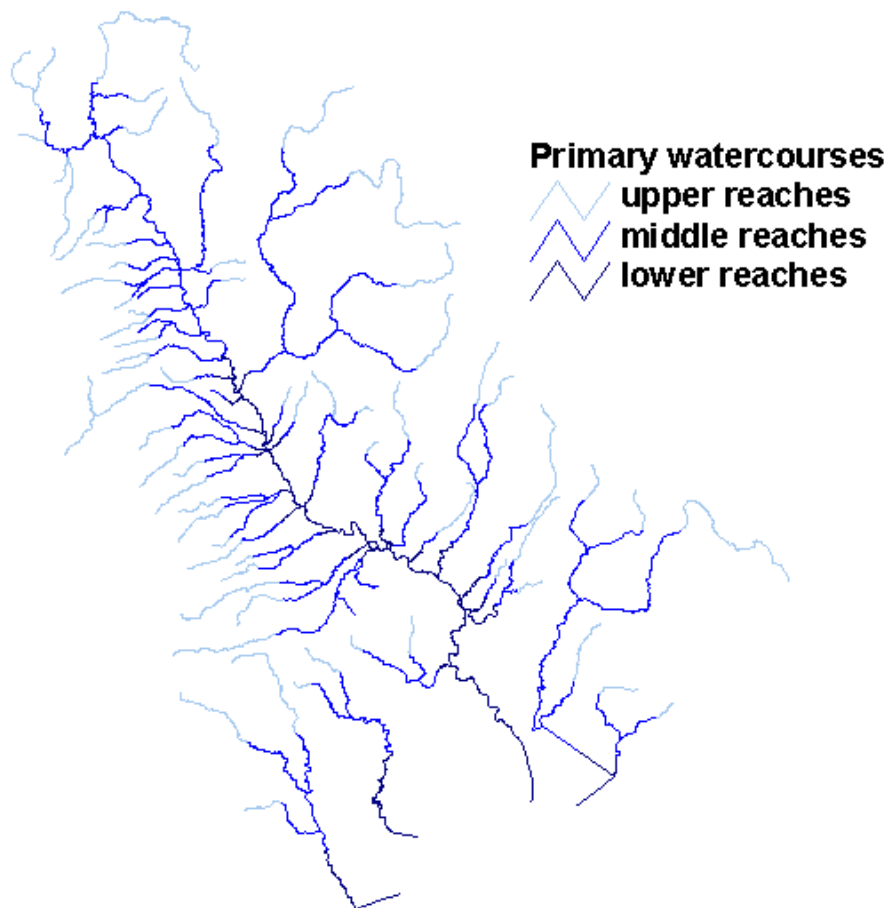 Primary watercourses
upper reaches
middle reaches
lower reaches